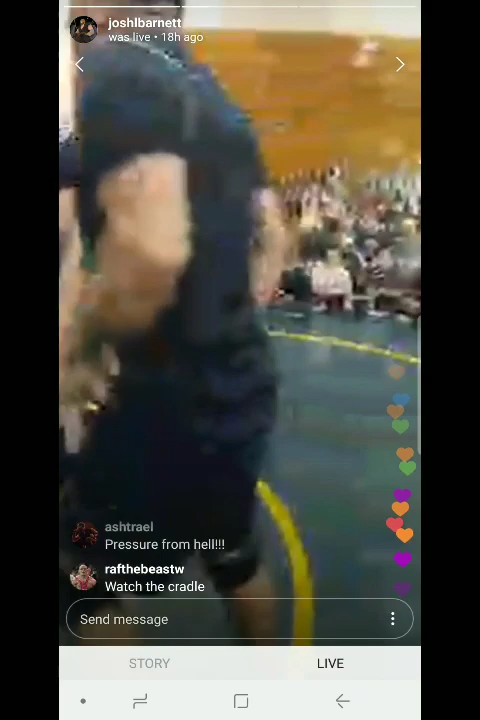 joshlbarnett
was live • 18h ago
ashtrael
Pressure from hell!!!
rafthebeastw
Watch the cradle
Send message
STORY
LIVE